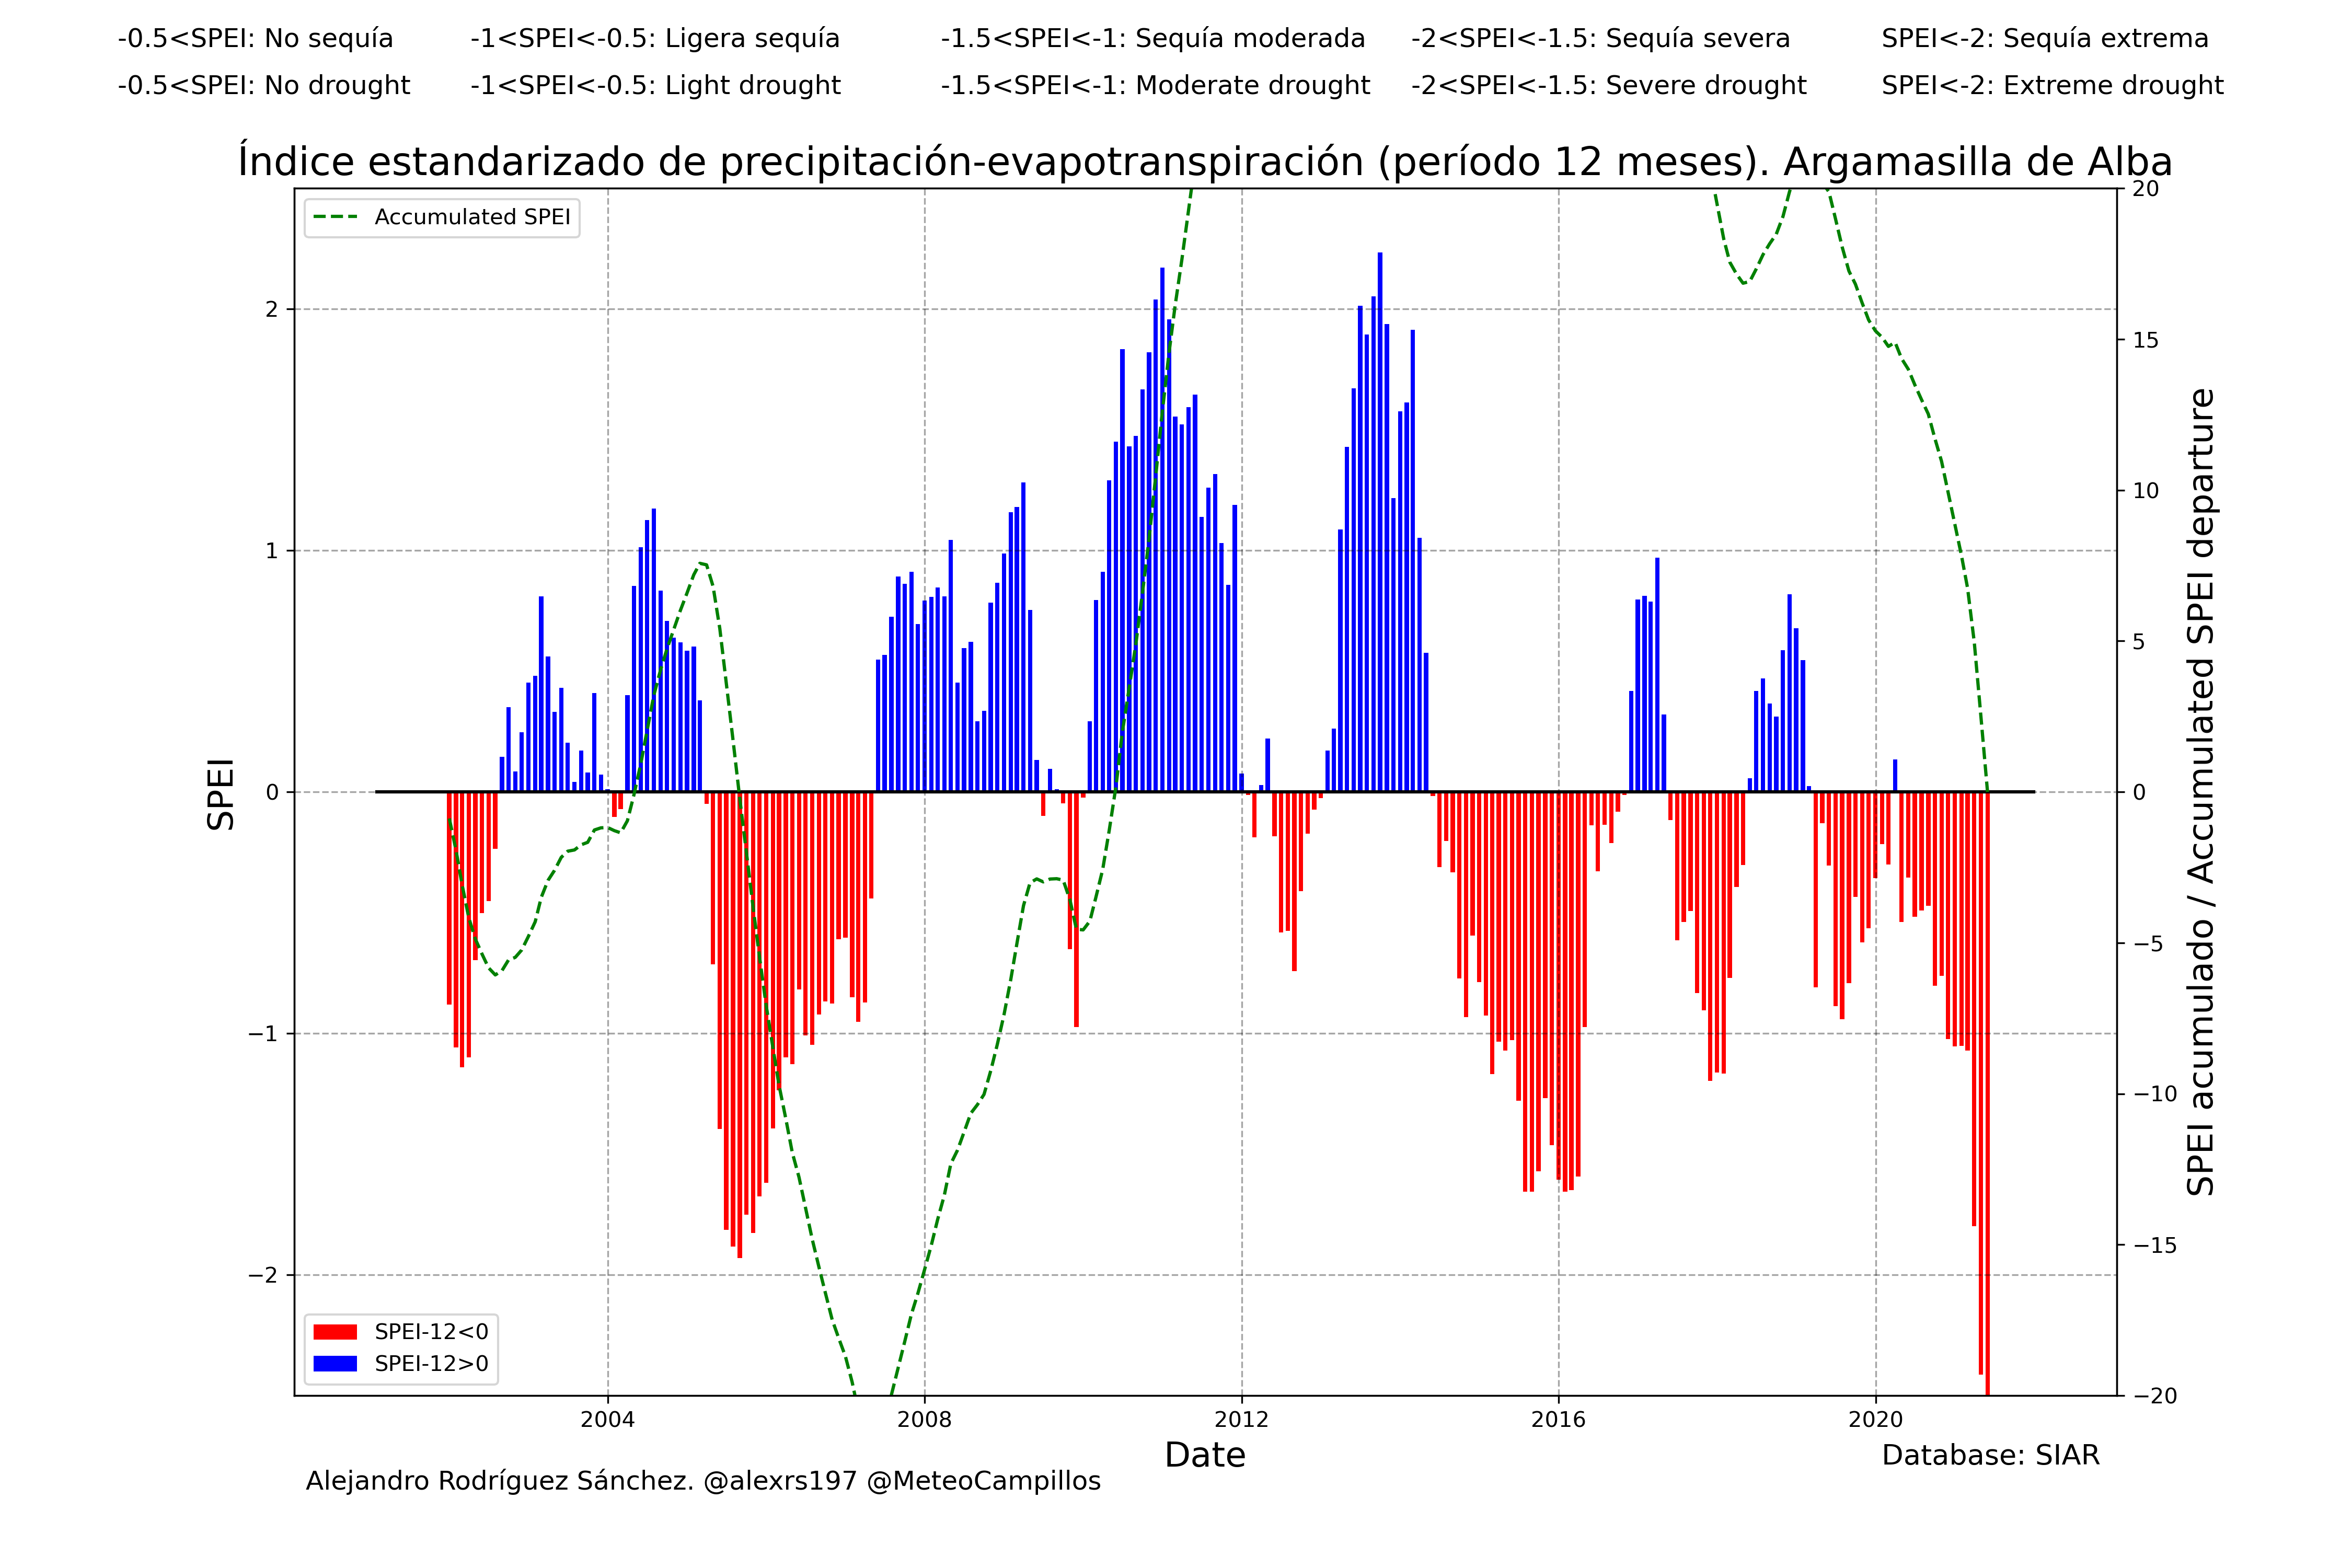 -0.5<SPEI: No sequía
-1<SPEI<-0.5: Ligera sequía
-1.5<SPEI<-1: Sequía moderada
-2<SPEI<-1.5: Sequía severa
SPEI<-2: Sequía extrema
-0.5<SPEI: No drought
-1<SPEI<-0.5: Light drought
-1.5<SPEI<-1: Moderate drought
-2<SPEI<-1.5: Severe drought
SPEI<-2: Extreme drought
Índice estandarizado de precipitación-evapotranspiración (período 12 meses). Argamasilla de Alba
Accumulated SPEI
SPEI
2
1
0
−1
−2
20
15
10
5
0
−5
−10
−15
−20
SPEI acumulado / Accumulated SPEI departure
SPEI-12<0
SPEI-12>0
2004
2008
2012
2016
2020
Date
Database: SIAR
Alejandro Rodríguez Sánchez. @alexrs197 @MeteoCampillos